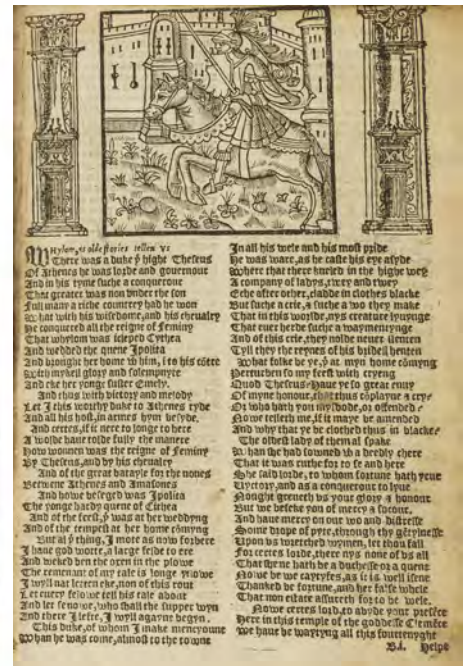 WHylom, as olde stories tellen vs
There was a duke þ highe Theseus
Of Athenes he was lorde and gouernour
And in his tyme suche a conquerour
That greater was non vnder the son
Full many a riche countrey had he won
What with his wisedome, and his cheualry
He conquered all the reigne of Feminy
That whylom was icleped Cythea
And wedded the quene Ipolita
And brought her home w him, to his
With mykell glory and solempnyte
And eke her yonge suster Emely.
And thus with victory and melody
Let I this worthy duke to Athenes ryde
And all his host, in armes hym besyde.
And certes, if it nere to longe to here
I wolde haue tolde fully the manere
How wonnen was the reigne of Feminy
By Theseus, and by his cheualry
And of the great batayle for the nones
Betwene Athenes and Amasones
And howe beseged was Ipolita
The yonge hardy quene of Cithea
And of the feest, þ was at her weddyng
And of the tempest at her home comyng
But al þ thing, I mote as now forbere
I haue god wotte, a large felde to ere
And weked ben the oxen in the plowe
The remenant of my tale is longe ynowe
I wyll nat letten eke, non of this rout
Let euery felowe tell his tale about
And let se nowe, who shall the supper wyn
And there I lefte, I wyll agayne begyn.
This duke, of whom I make mencyoune
Whan he was come, almost to the towne
In all his wele and his most pride
He was ware, as he caste his eye asyde
Where that there kneled in the highe wey
A company of ladys, twey and twey
Eche after other, cladde in clothes blacke
But suche a crie, a suche a wo they make
That in this worlde, nys creature lyuynge
That euer herde suche a waymentynge
And of this crie, they nolde neuer stenten
Tyll they the reynes of his bridell henten
What folke be ye, þ at myn home cōmyng
Perturben so my feest with cryeng
Quod Theseus? Haue ye so great enuy
Of myne honour, that thus cōplayne a crye
Or who hath you mysbode, or offended?
Nowe telleth me, if it maye be amended
And why that ye be clothed thus in blacke?
The oldest lady of them al spake
Whan she had sowned w a deedly chere
That it was ruthe for to se and here
She said lorde, to whom fortune hath yeue
Victory, and as a conquerour to lyue
Nought greueth vs your glory a honour
But we beseke you of mercy a socour.
And haue mercy on our wo and distresse
Some drope of pyte, through thy gētylnesse
Upon vs wretched wymen, let thou fall
For certes lorde, there nys none of vs all
That she ne hath be a duchesse or a quene
Nowe be we caytyfes, as it is well isene
Thanked be fortune, and her false whele
That non estate assureth for to be wele.
Nowe certes lord, to abyde your presēce
Here in this temple of the goddesse Clemēce
We haue be waytyng all this fourtenyght
B.i. Helpe